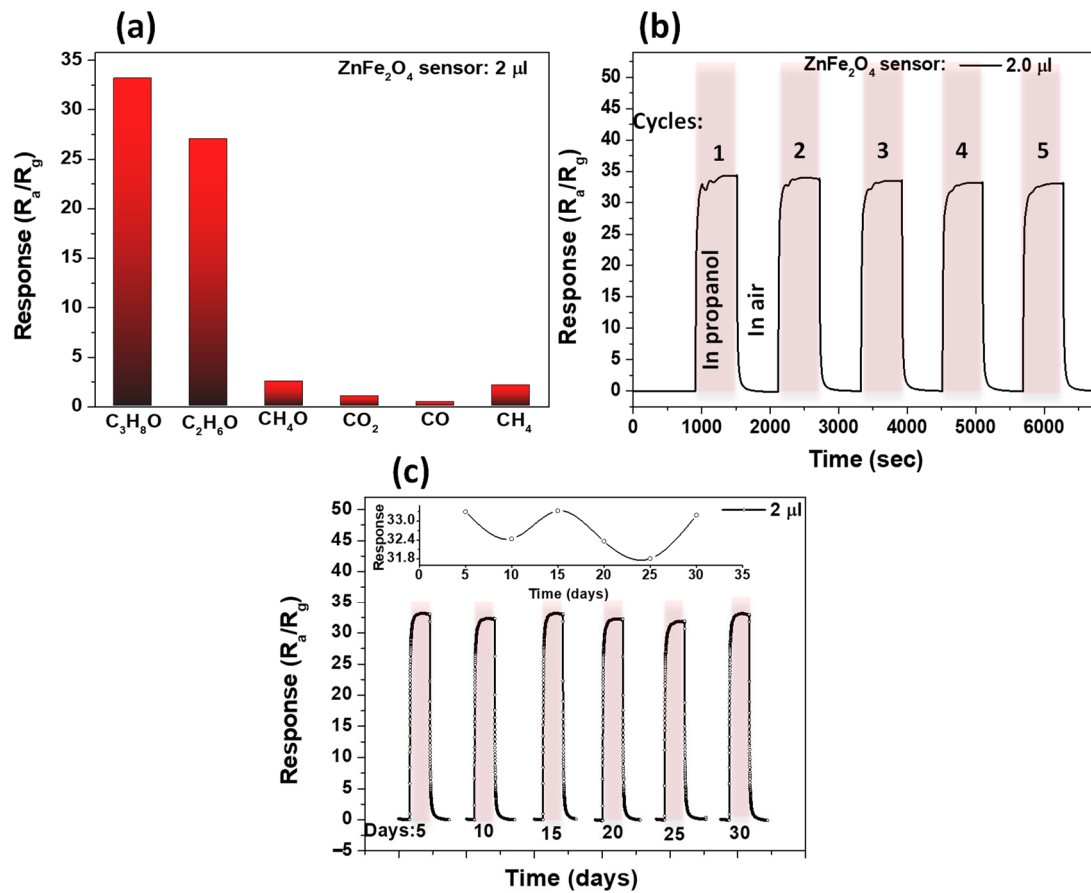 (a)
ZnFe₂O₄ sensor: 2 µl
35
30
25
20
15
10
5
0
Response (Rₐ/R_g)
C₃H₈O C₂H₆O CH₄O CO₂ CO CH₄
(b)
ZnFe₂O₄ sensor: 2.0 µl
Cycles:
1 2 3 4 5
50
45
40
35
30
25
20
15
10
5
0
Response (Rₐ/R_g)
In propanol
In air
0 1000 2000 3000 4000 5000 6000
Time (sec)
(c)
2 µl
33.0
32.4
31.8
Response
0 5 10 15 20 25 30 35
Time (days)
50
45
40
35
30
25
20
15
10
5
0
−5
Response (Rₐ/R_g)
Days:5 10 15 20 25 30
Time (days)